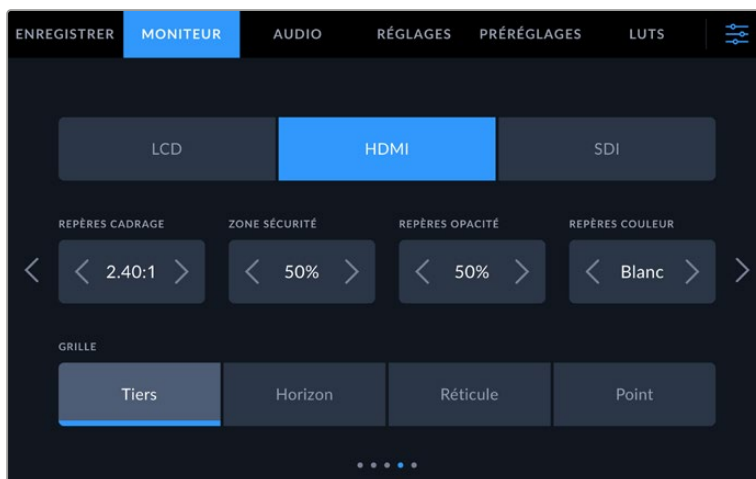 ENREGISTRER MONITEUR AUDIO RÉGLAGES PRÉRÉGLAGES LUTS
LCD HDMI SDI
REPÈRES CADRAGE ZONE SÉCURITÉ REPÈRES OPACITÉ REPÈRES COULEUR
2.40:1 50% 50% Blanc
GRILLE
Tiers Horizon Réticule Point